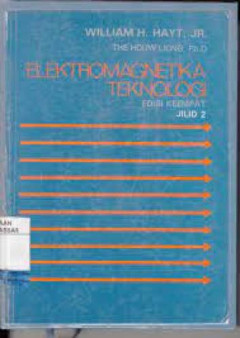 WILLIAM H. HAYT, JR.
THE HOUW LIONG, Ph.D
ELEKTROMAGNETIKA
TEKNOLOGI
EDISI KEEMPAT
JILID 2